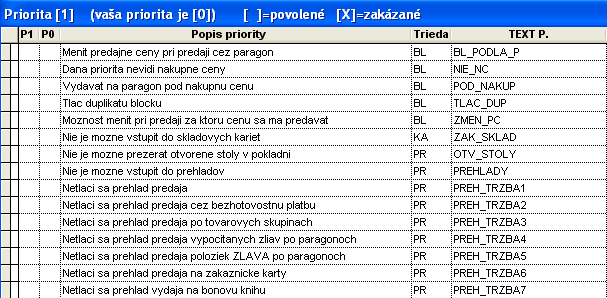 Priorita [1] (vaša priorita je [0]) [ ]=povolené [X]=zakázané
P1 P0 Popis priority Trieda TEXT P.
Menit predajne ceny pri predaji cez paragon BL BL_PODLA_P
Dana priorita nevidi nakupne ceny BL NIE_NC
Vydavat na paragon pod nakupnu cenu BL POD_NAKUP
Tlac duplikatu blocku BL TLAC_DUP
Moznost menit pri predaji za ktoru cenu sa ma predavat BL ZMEN_PC
Nie je mozne vstupit do skladovych kariet KA ZAK_SKLAD
Nie je mozne prezerat otvorene stoly v pokladni PR OTV_STOLY
Nie je mozne vstupit do prehladov PR PREHLADY
Netlaci sa prehlad predaja PR PREH_TRZBA1
Netlaci sa prehlad predaja cez bezhotovostnu platbu PR PREH_TRZBA2
Netlaci sa prehlad predaja po tovarovych skupinach PR PREH_TRZBA3
Netlaci sa prehlad predaja vypocitanych zliav po paragonoch PR PREH_TRZBA4
Netlaci sa prehlad predaja poloziek ZLAVA po paragonoch PR PREH_TRZBA5
Netlaci sa prehlad predaja na zakaznicke karty PR PREH_TRZBA6
Netlaci sa prehlad vydaja na bonovu knihu PR PREH_TRZBA7